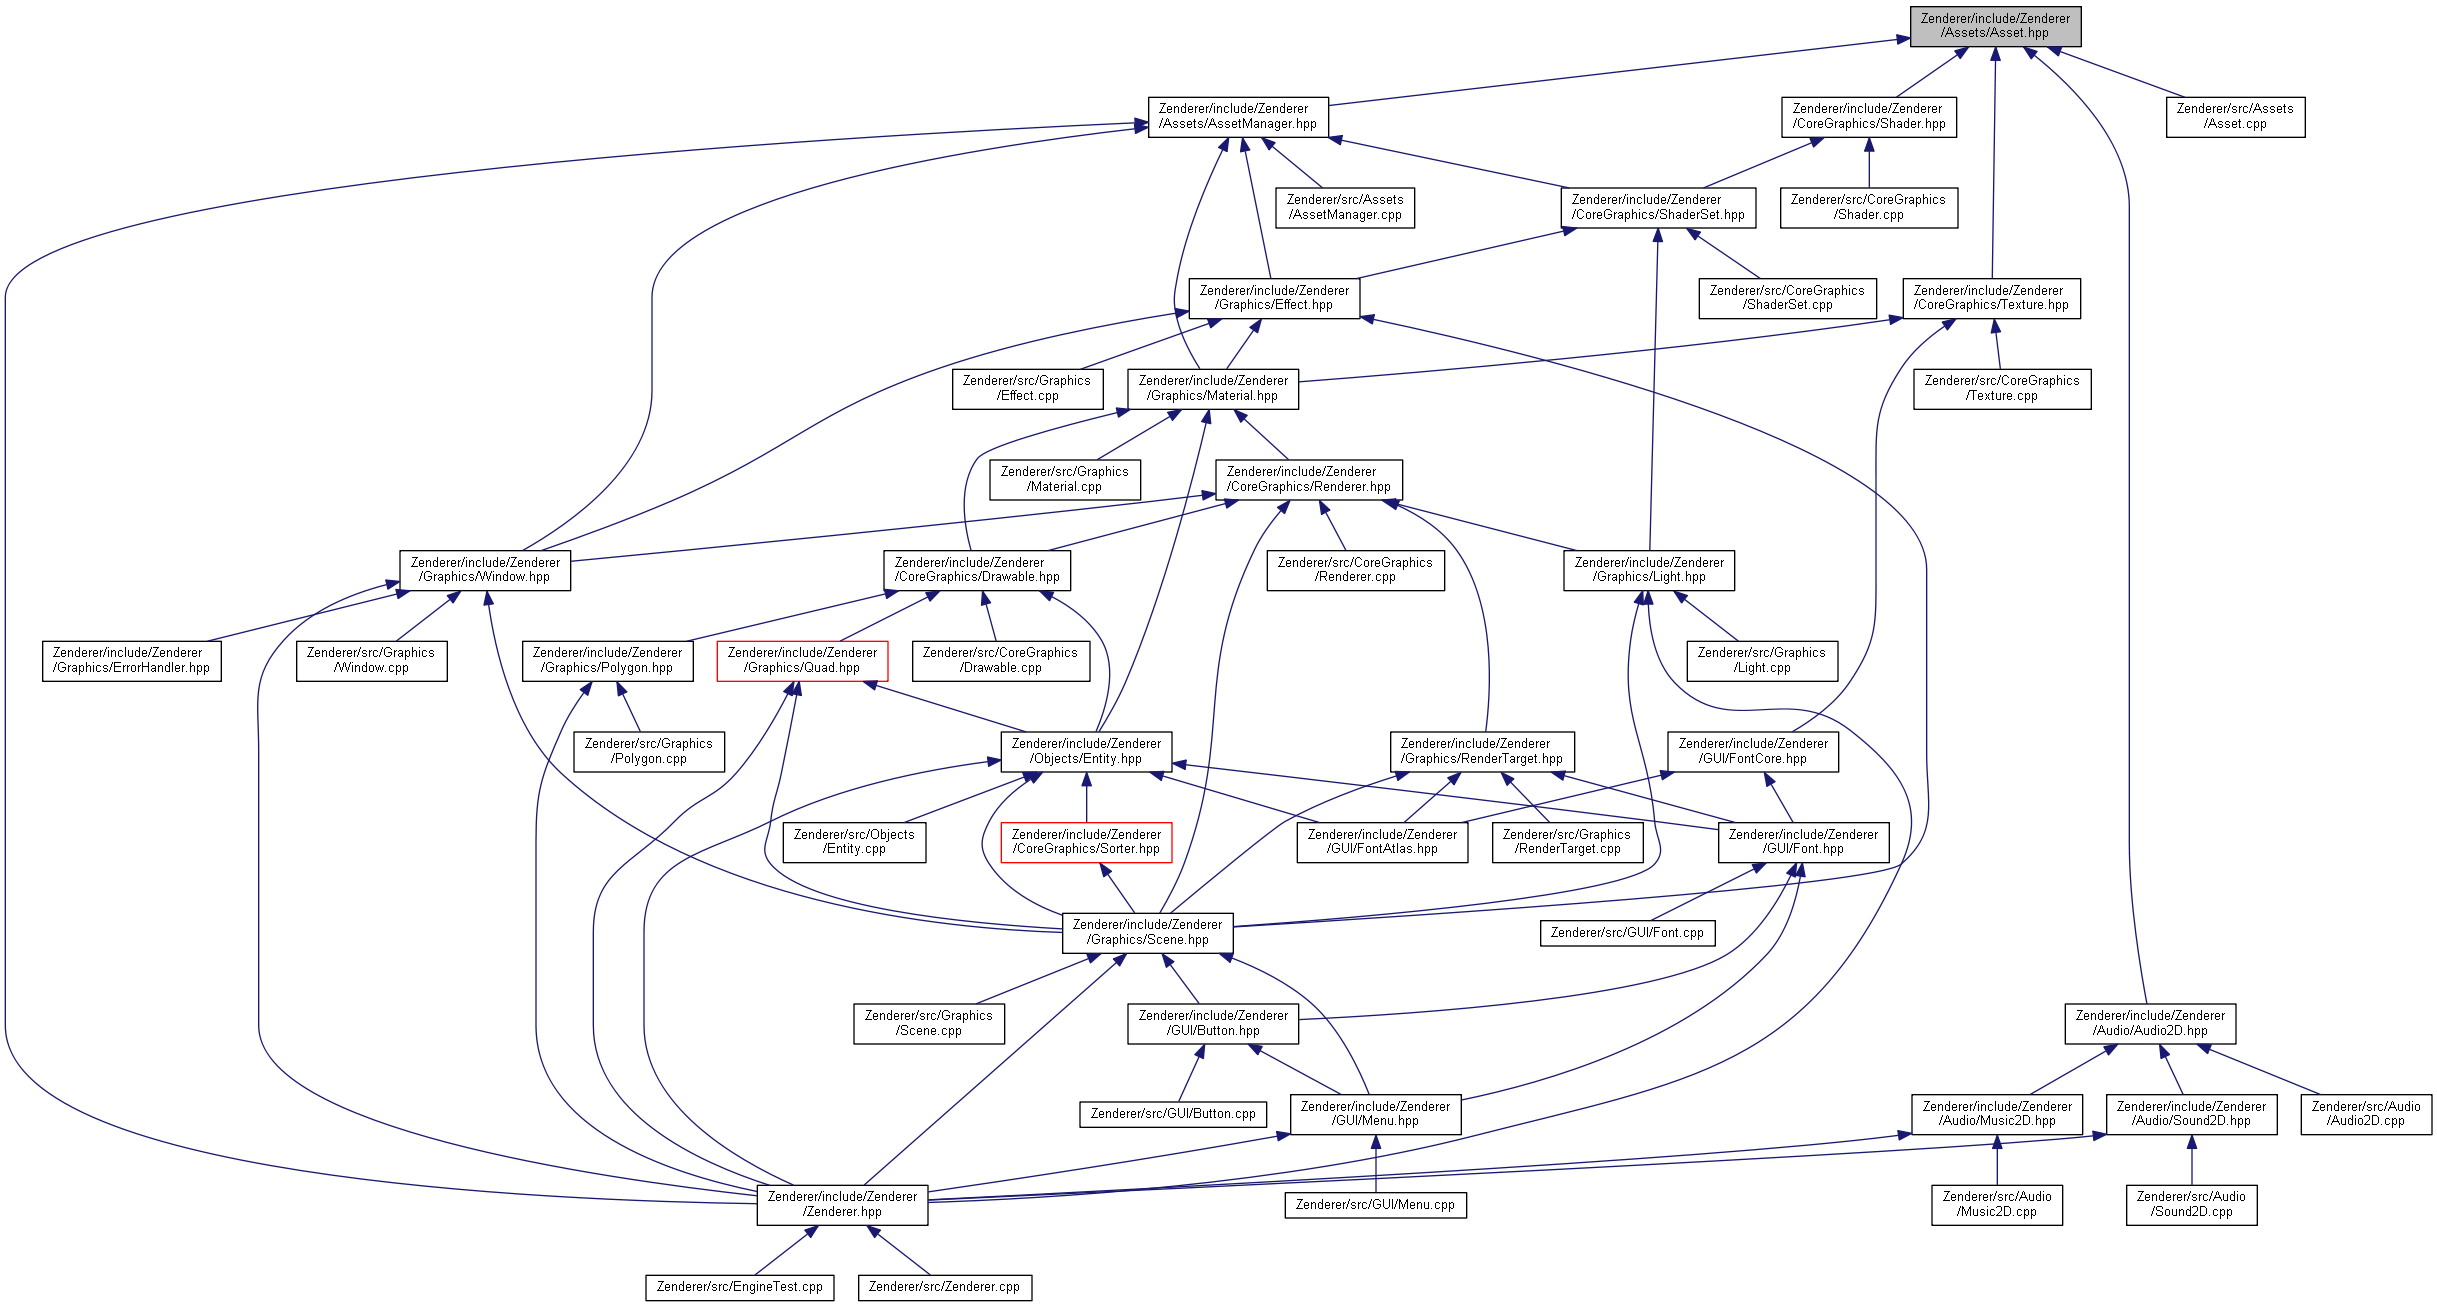 Zenderer/include/Zenderer
/Assets/Asset.hpp
Zenderer/include/Zenderer
/Assets/AssetManager.hpp
Zenderer/include/Zenderer
/CoreGraphics/Shader.hpp
Zenderer/src/Assets
/Asset.cpp
Zenderer/src/Assets
/AssetManager.cpp
Zenderer/include/Zenderer
/CoreGraphics/ShaderSet.hpp
Zenderer/src/CoreGraphics
/Shader.cpp
Zenderer/include/Zenderer
/Graphics/Effect.hpp
Zenderer/src/CoreGraphics
/ShaderSet.cpp
Zenderer/include/Zenderer
/CoreGraphics/Texture.hpp
Zenderer/src/Graphics
/Effect.cpp
Zenderer/include/Zenderer
/Graphics/Material.hpp
Zenderer/src/CoreGraphics
/Texture.cpp
Zenderer/src/Graphics
/Material.cpp
Zenderer/include/Zenderer
/CoreGraphics/Renderer.hpp
Zenderer/include/Zenderer
/Graphics/Window.hpp
Zenderer/include/Zenderer
/CoreGraphics/Drawable.hpp
Zenderer/src/CoreGraphics
/Renderer.cpp
Zenderer/include/Zenderer
/Graphics/Light.hpp
Zenderer/include/Zenderer
/Graphics/ErrorHandler.hpp
Zenderer/src/Graphics
/Window.cpp
Zenderer/include/Zenderer
/Graphics/Polygon.hpp
Zenderer/include/Zenderer
/Graphics/Quad.hpp
Zenderer/src/CoreGraphics
/Drawable.cpp
Zenderer/src/Graphics
/Light.cpp
Zenderer/src/Graphics
/Polygon.cpp
Zenderer/include/Zenderer
/Objects/Entity.hpp
Zenderer/include/Zenderer
/Graphics/RenderTarget.hpp
Zenderer/include/Zenderer
/GUI/FontCore.hpp
Zenderer/src/Objects
/Entity.cpp
Zenderer/include/Zenderer
/CoreGraphics/Sorter.hpp
Zenderer/include/Zenderer
/GUI/FontAtlas.hpp
Zenderer/src/Graphics
/RenderTarget.cpp
Zenderer/include/Zenderer
/GUI/Font.hpp
Zenderer/include/Zenderer
/Graphics/Scene.hpp
Zenderer/src/GUI/Font.cpp
Zenderer/src/Graphics
/Scene.cpp
Zenderer/include/Zenderer
/GUI/Button.hpp
Zenderer/include/Zenderer
/Audio/Audio2D.hpp
Zenderer/src/GUI/Button.cpp
Zenderer/include/Zenderer
/GUI/Menu.hpp
Zenderer/include/Zenderer
/Audio/Music2D.hpp
Zenderer/include/Zenderer
/Audio/Sound2D.hpp
Zenderer/src/Audio
/Audio2D.cpp
Zenderer/include/Zenderer
/Zenderer.hpp
Zenderer/src/GUI/Menu.cpp
Zenderer/src/Audio
/Music2D.cpp
Zenderer/src/Audio
/Sound2D.cpp
Zenderer/src/EngineTest.cpp
Zenderer/src/Zenderer.cpp